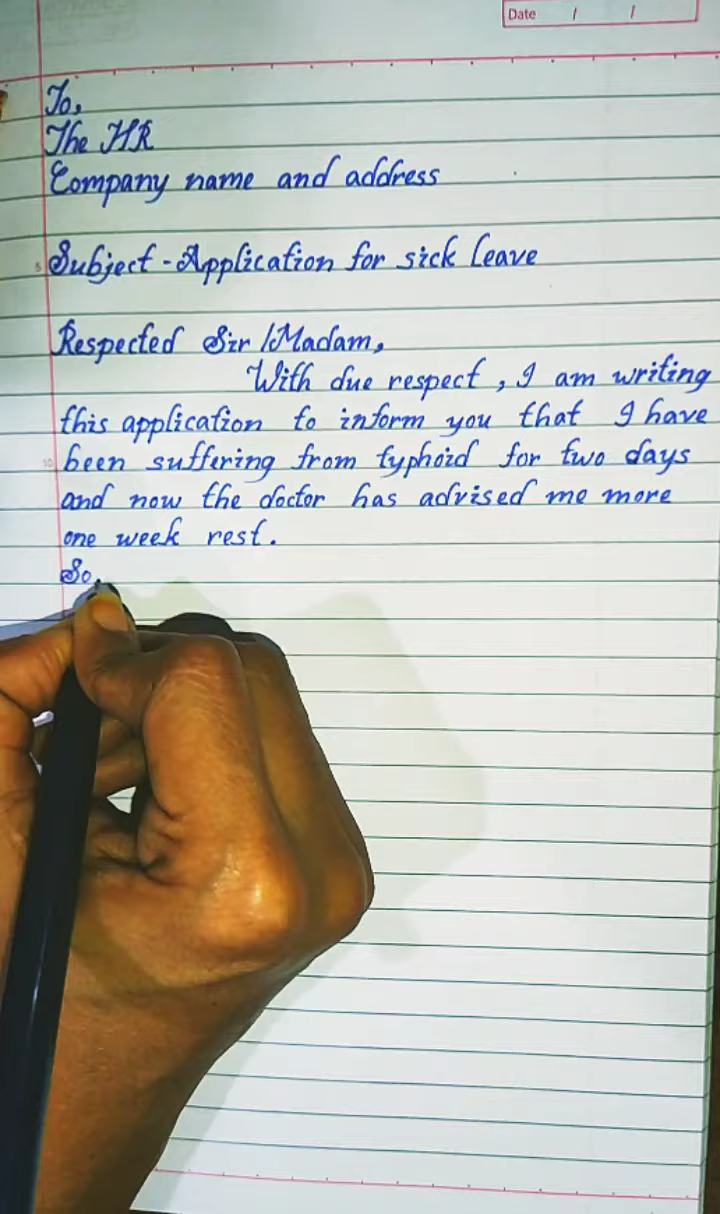 Date / /
To,
The HR
Company name and address
5 Subject - Application for sick leave
Respected Sir/Madam,
With due respect, I am writing
this application to inform you that I have
10 been suffering from typhoid for two days
and now the doctor has advised me more
one week rest.
So,